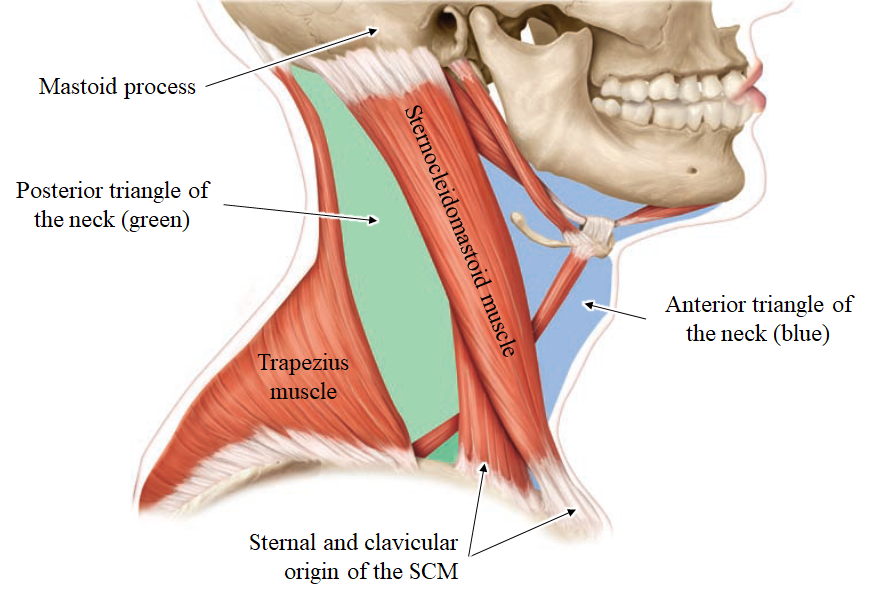 Mastoid process
Posterior triangle of
the neck (green)
Sternocleidomastoid muscle
Anterior triangle of
the neck (blue)
Trapezius
muscle
Sternal and clavicular
origin of the SCM